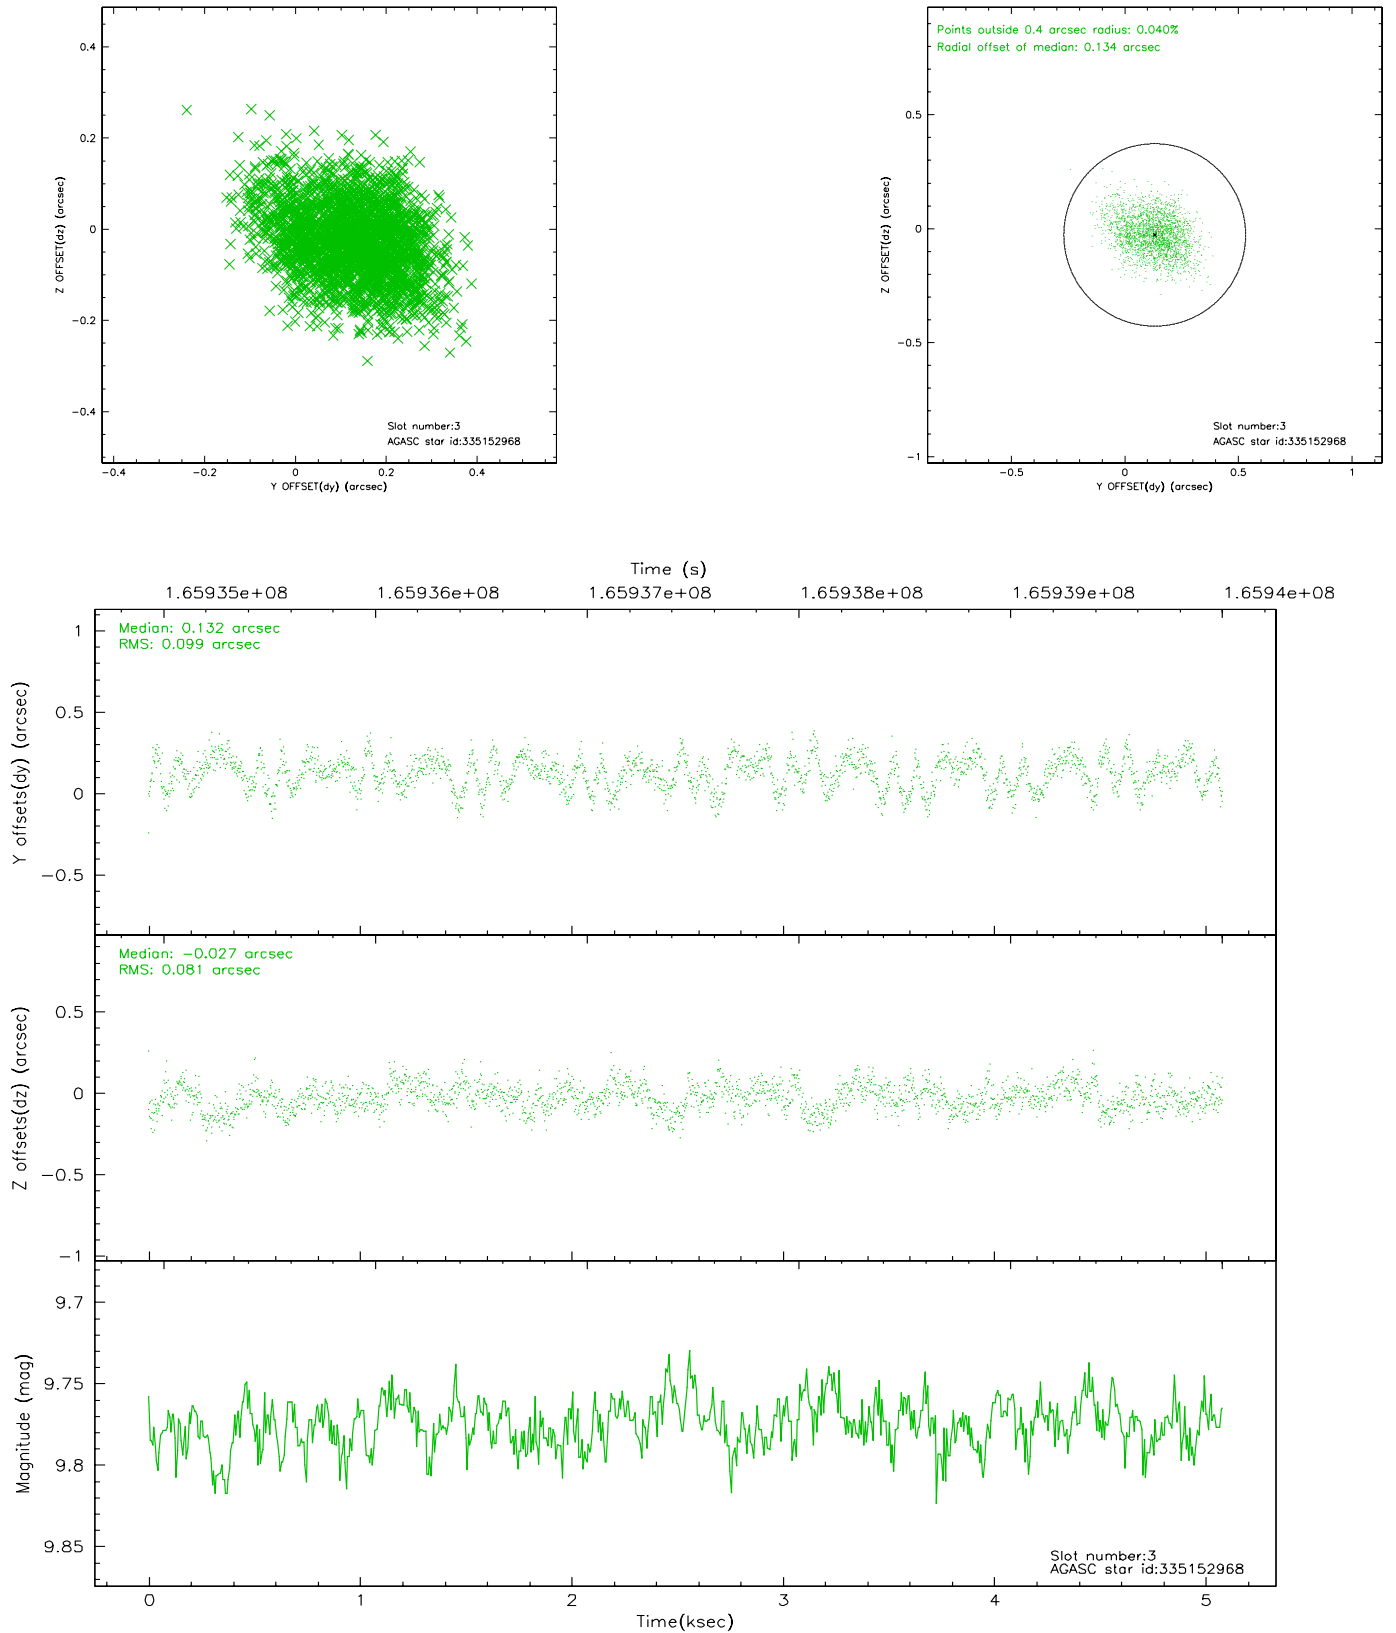 0.4
0.2
0
-0.2
-0.4
Z OFFSET(dz) (arcsec)
Slot number:3
AGASC star id:335152968
-0.4 -0.2 0 0.2 0.4
Y OFFSET(dy) (arcsec)
Points outside 0.4 arcsec radius: 0.040%
Radial offset of median: 0.134 arcsec
0.5
0
-0.5
-1
Z OFFSET(dz) (arcsec)
Slot number:3
AGASC star id:335152968
-0.5 0 0.5 1
Y OFFSET(dy) (arcsec)
Time (s)
1.65935e+08 1.65936e+08 1.65937e+08 1.65938e+08 1.65939e+08 1.6594e+08
Median: 0.132 arcsec
RMS: 0.099 arcsec
1
0.5
0
-0.5
Y offsets(dy) (arcsec)
Median: -0.027 arcsec
RMS: 0.081 arcsec
0.5
0
-0.5
-1
Z offsets(dz) (arcsec)
9.7
9.75
9.8
9.85
Magnitude (mag)
Slot number:3
AGASC star id:335152968
0 1 2 3 4 5
Time(ksec)